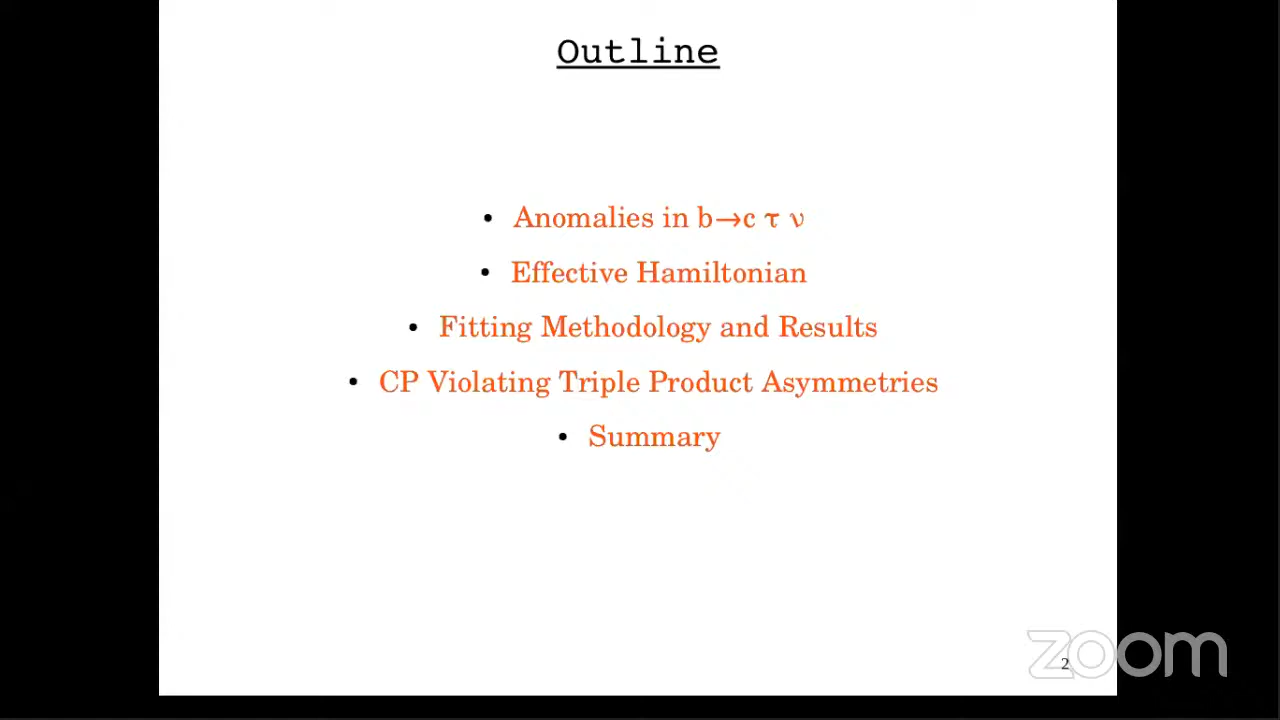 Outline
• Anomalies in b→c τ ν
• Effective Hamiltonian
• Fitting Methodology and Results
• CP Violating Triple Product Asymmetries
• Summary
2
zoom